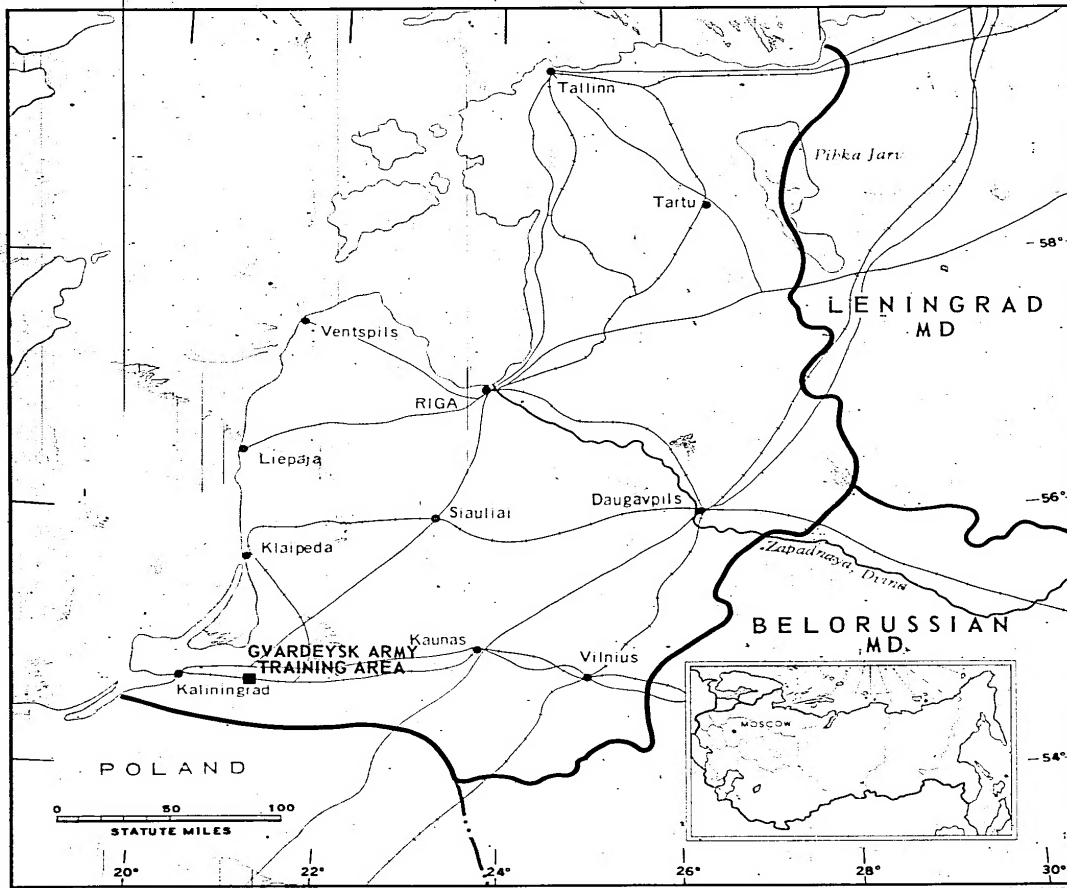 Tallinn
Pihka Jarv
Tartu
58°
LENINGRAD
MD
Ventspils
RIGA
Liepaja
56°
Daugavpils
Siauliai
Klaipeda
Zapadnaya, Dvina
BELORUSSIAN
MD
Kaunas
GVARDEYSK ARMY
TRAINING AREA
Vilnius
Kaliningrad
MOSCOW
54°
POLAND
0 50 100
STATUTE MILES
20° 22° 24° 26° 28° 30°